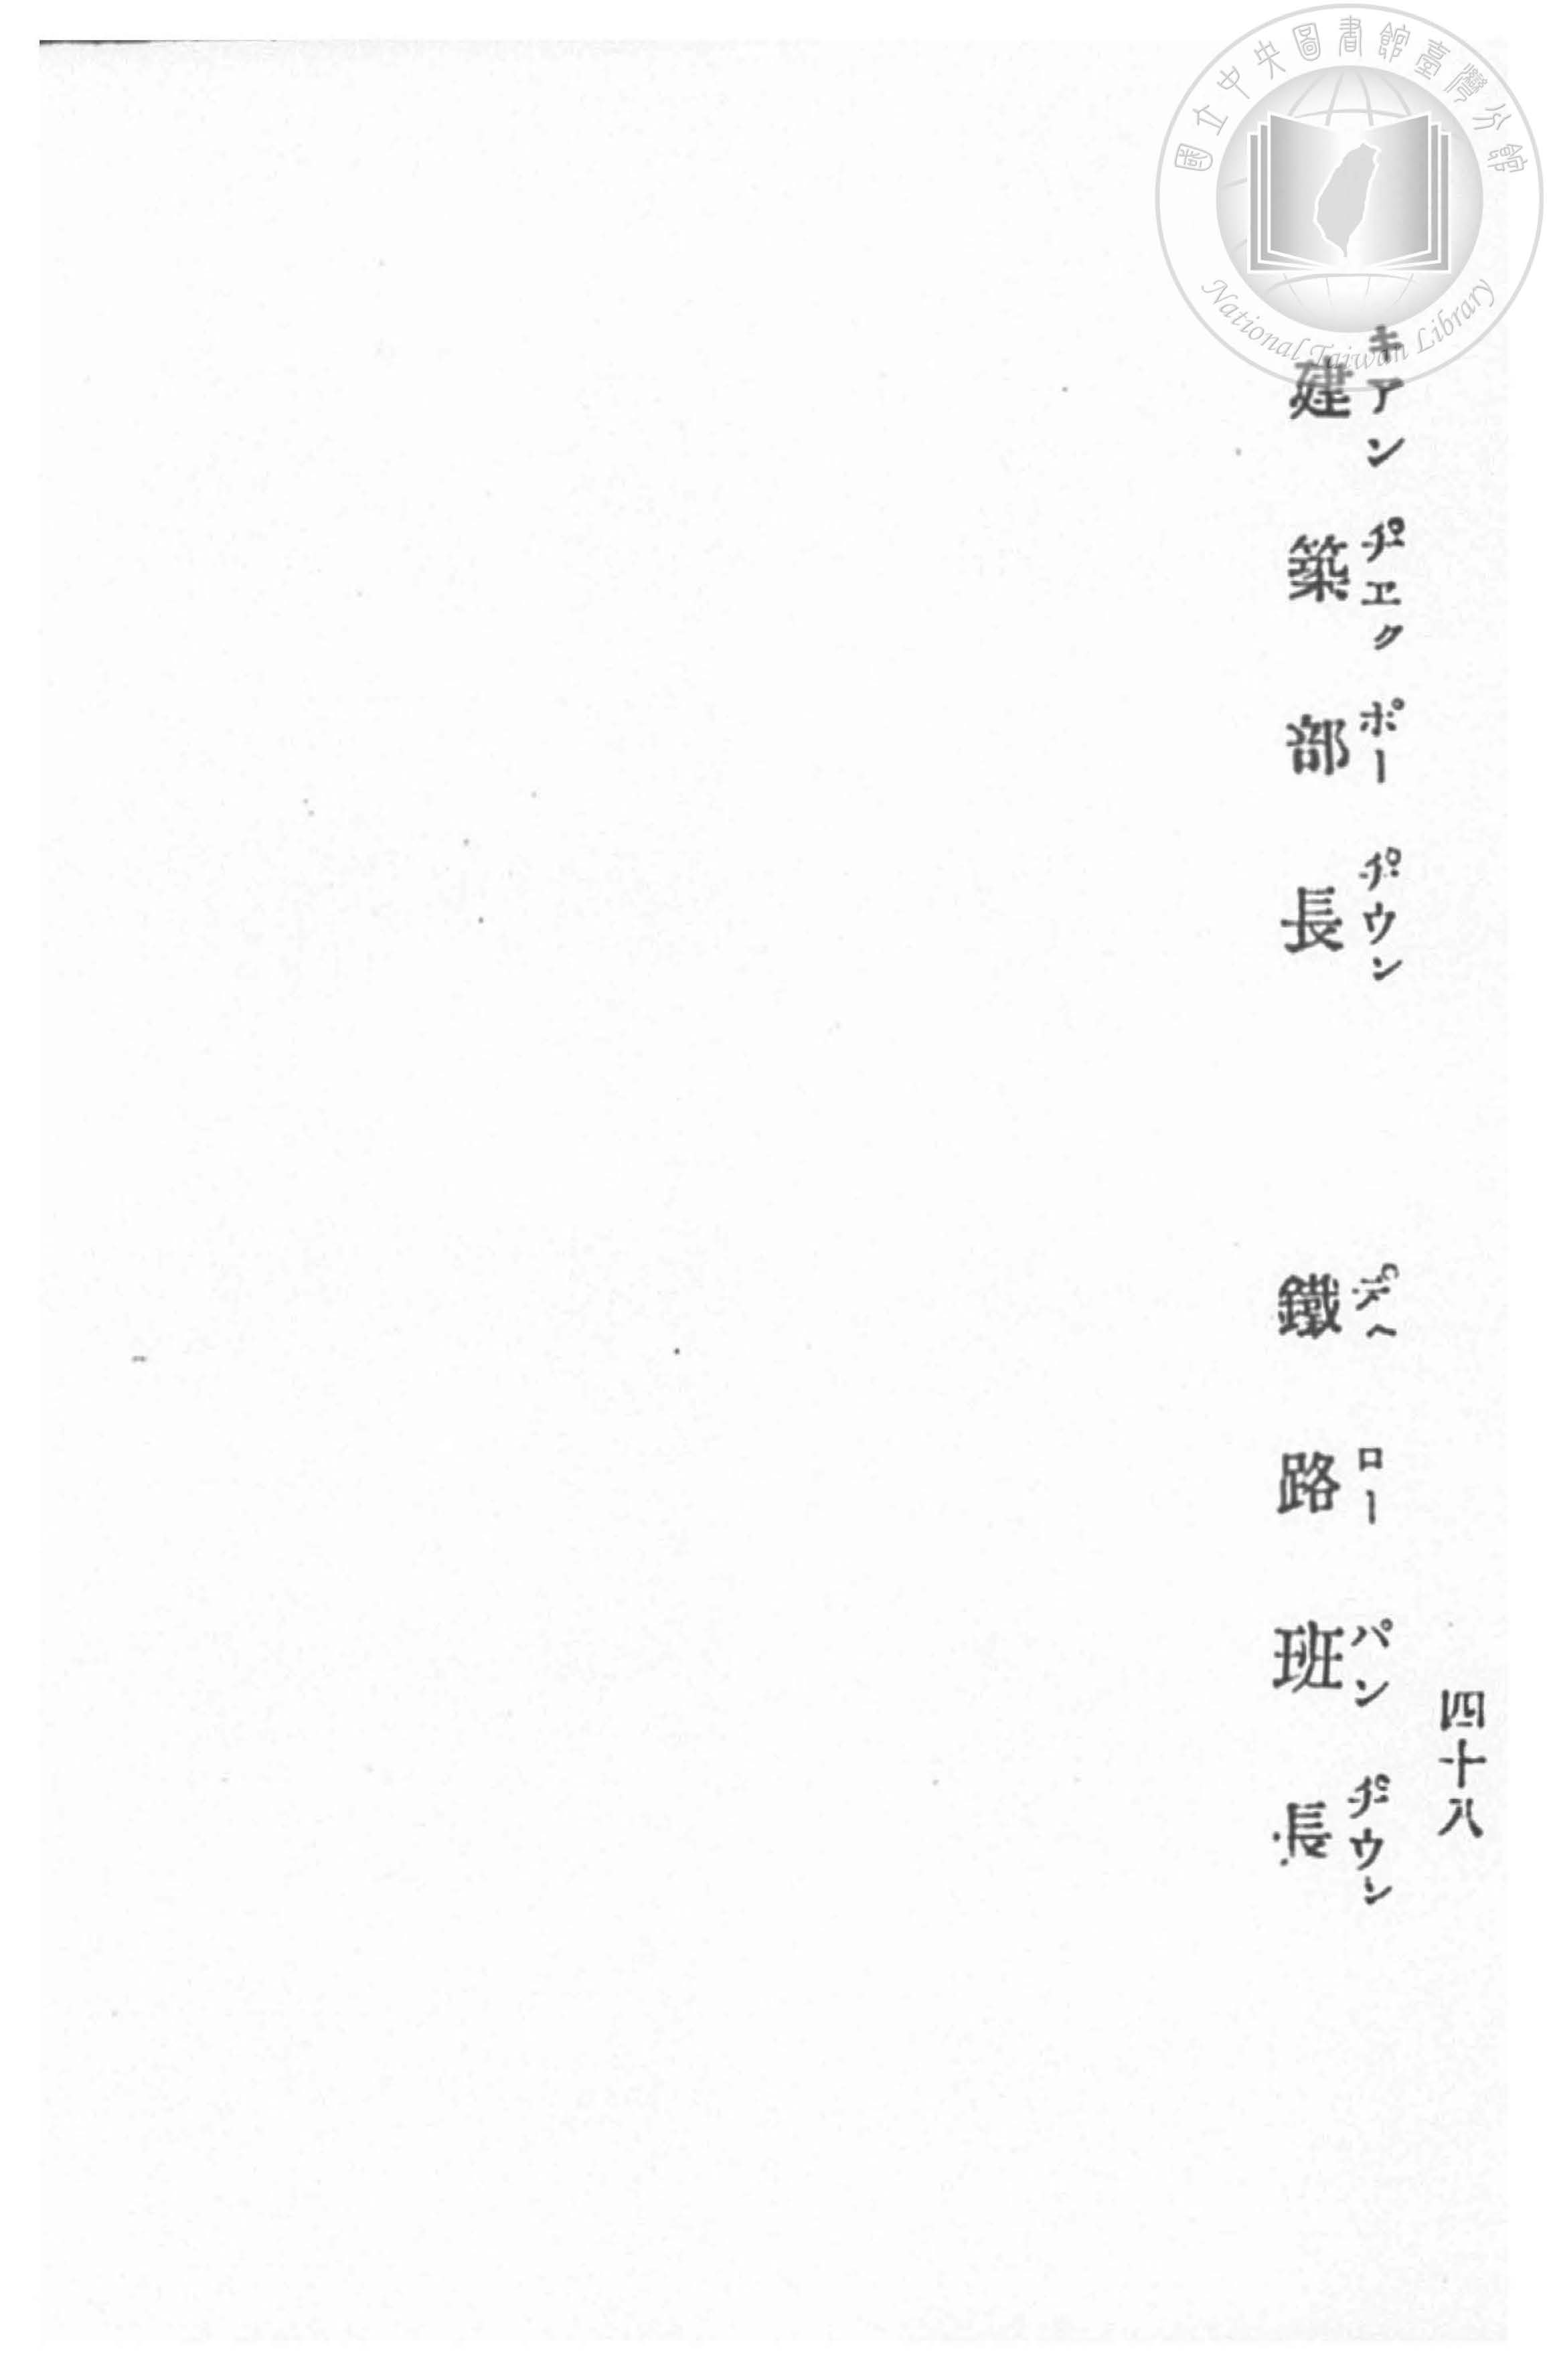 國立中央圖書館臺灣分館
National Taiwan Library
四十八
キアン チ゚エク ポー チ゚ウン テ゚ヘ ロー パン チ゚ウン
建築部長 鐵路班長